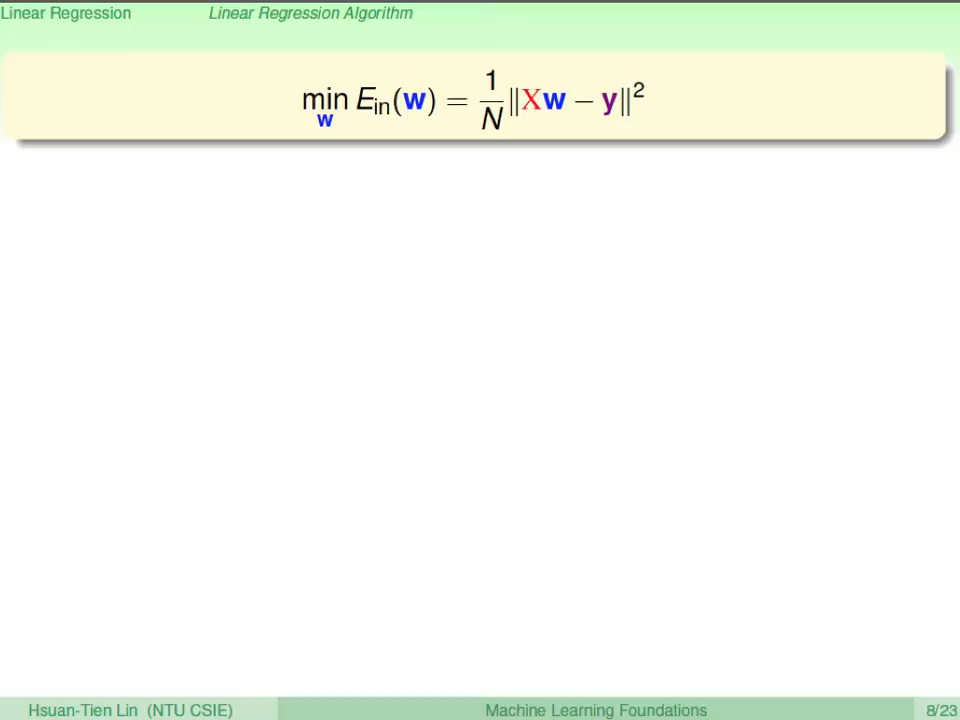 Linear Regression Linear Regression Algorithm
min_w E_in(w) = 1/N ‖Xw − y‖²
Hsuan-Tien Lin (NTU CSIE) Machine Learning Foundations 8/23